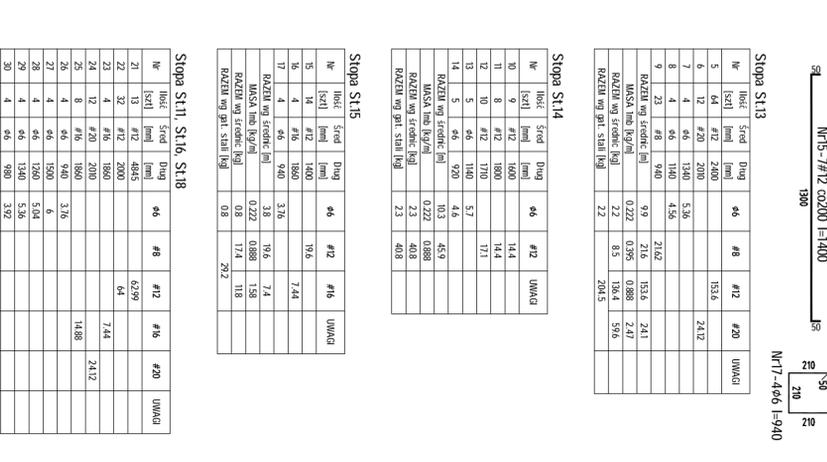 Nr15-7#12 co200 l=1400
50 1300 50
210
50
210
210
Nr17-4ø6 l=940
Stopa St.13
Nr Ilość Śred Dług ø6 #8 #12 #20 UWAGI
[szt] [mm] [mm]
5 64 #12 2400 153.6
6 12 #20 2010 24.12
7 4 ø6 1340 5.36
8 4 ø6 1140 4.56
9 23 #8 940 21.62
RAZEM wg średnic [m] 9.9 21.6 153.6 24.1
MASA 1mb [kg/m] 0.222 0.395 0.888 2.47
RAZEM wg średnic [kg] 2.2 8.5 136.4 59.6
RAZEM wg gat. stali [kg] 2.2 204.5
Stopa St.14
Nr Ilość Śred Dług ø6 #12 UWAGI
[szt] [mm] [mm]
10 9 #12 1600 14.4
11 8 #12 1800 14.4
12 10 #12 1710 17.1
13 5 ø6 1140 5.7
14 5 ø6 920 4.6
RAZEM wg średnic [m] 10.3 45.9
MASA 1mb [kg/m] 0.222 0.888
RAZEM wg średnic [kg] 2.3 40.8
RAZEM wg gat. stali [kg] 2.3 40.8
Stopa St.15
Nr Ilość Śred Dług ø6 #12 #16 UWAGI
[szt] [mm] [mm]
15 14 #12 1400 19.6
16 4 #16 1860 7.44
17 4 ø6 940 3.76
RAZEM wg średnic [m] 3.8 19.6 7.4
MASA 1mb [kg/m] 0.222 0.888 1.58
RAZEM wg średnic [kg] 0.8 17.4 11.8
RAZEM wg gat. stali [kg] 0.8 29.2
Stopa St.11, St.16, St.18
Nr Ilość Śred Dług ø6 #8 #12 #16 #20 UWAGI
[szt] [mm] [mm]
21 13 #12 4845 62.99
22 32 #12 2000 64
23 4 #16 1860 7.44
24 12 #20 2010 24.12
25 8 #16 1860 14.88
26 4 ø6 940 3.76
27 4 ø6 1500 6
28 4 ø6 1260 5.04
29 4 ø6 1340 5.36
30 4 ø6 980 3.92